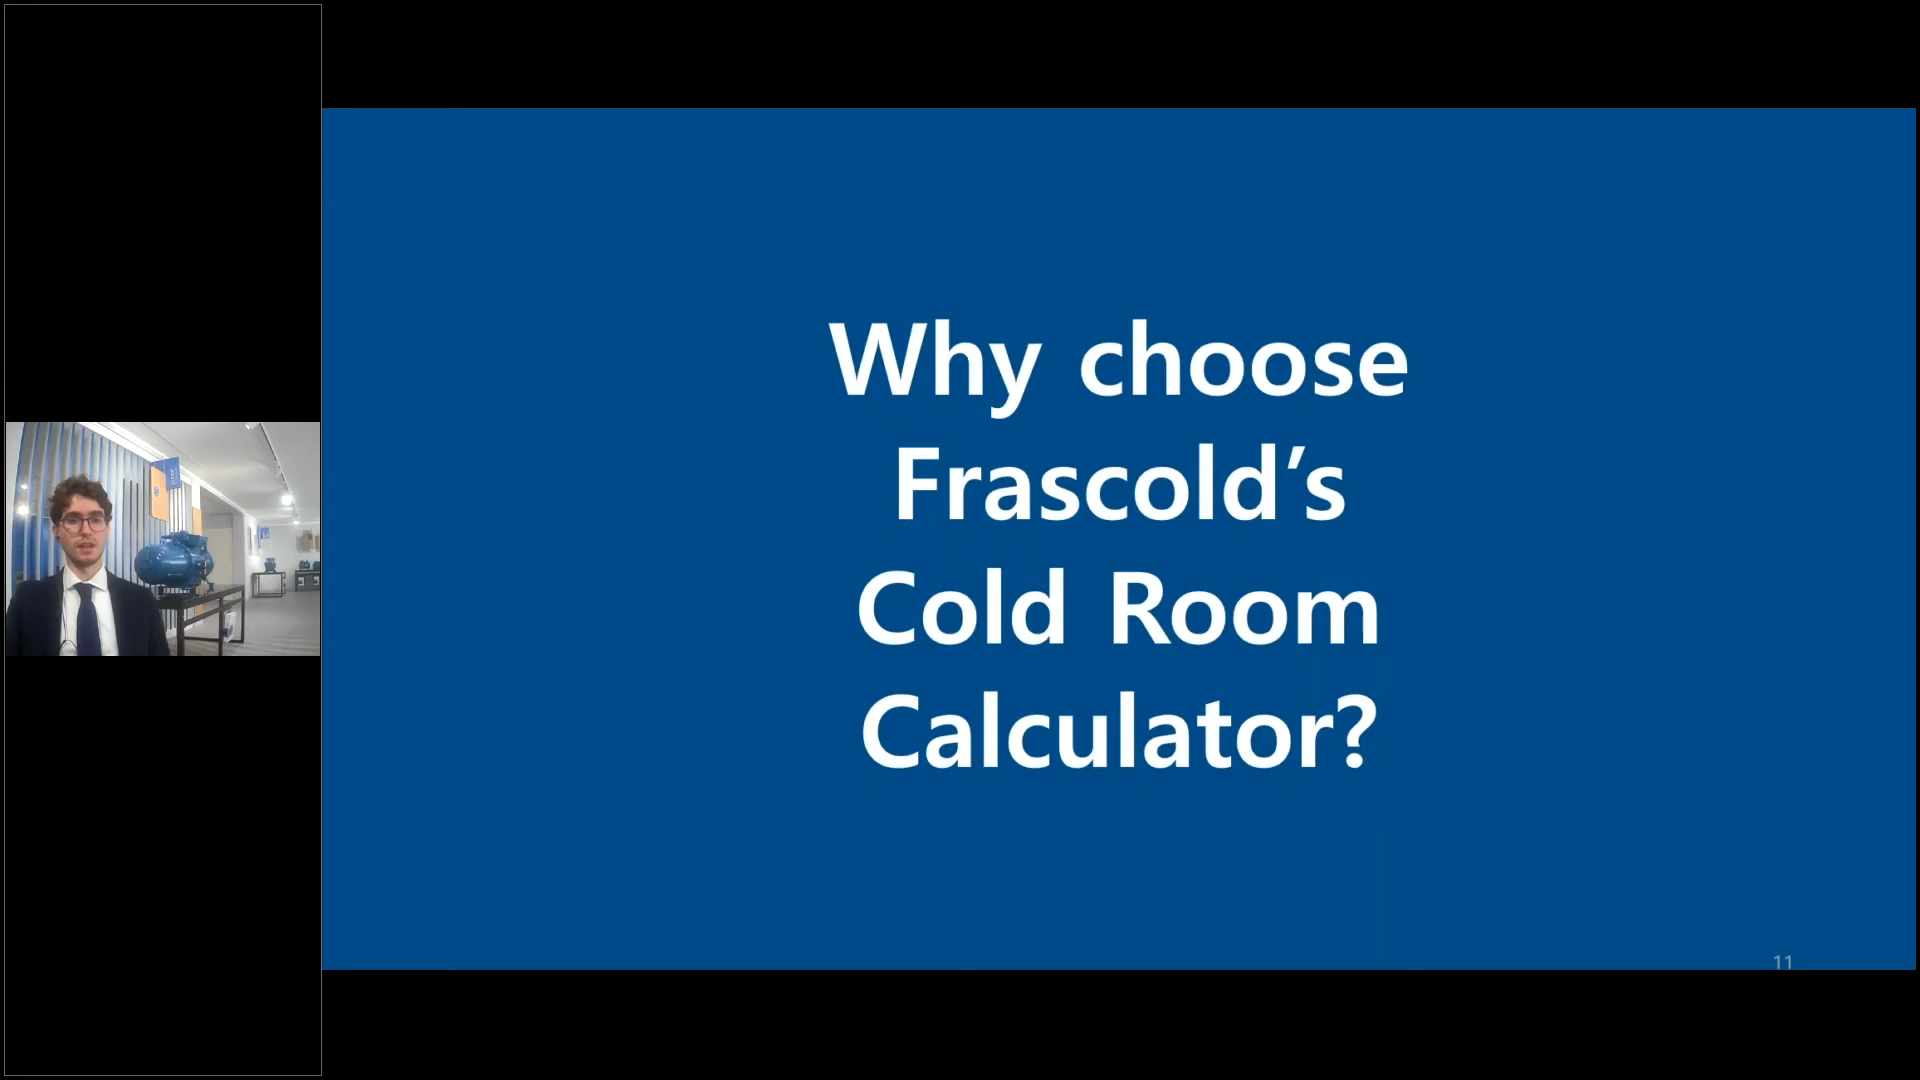 Why choose
Frascold’s
Cold Room
Calculator?
11